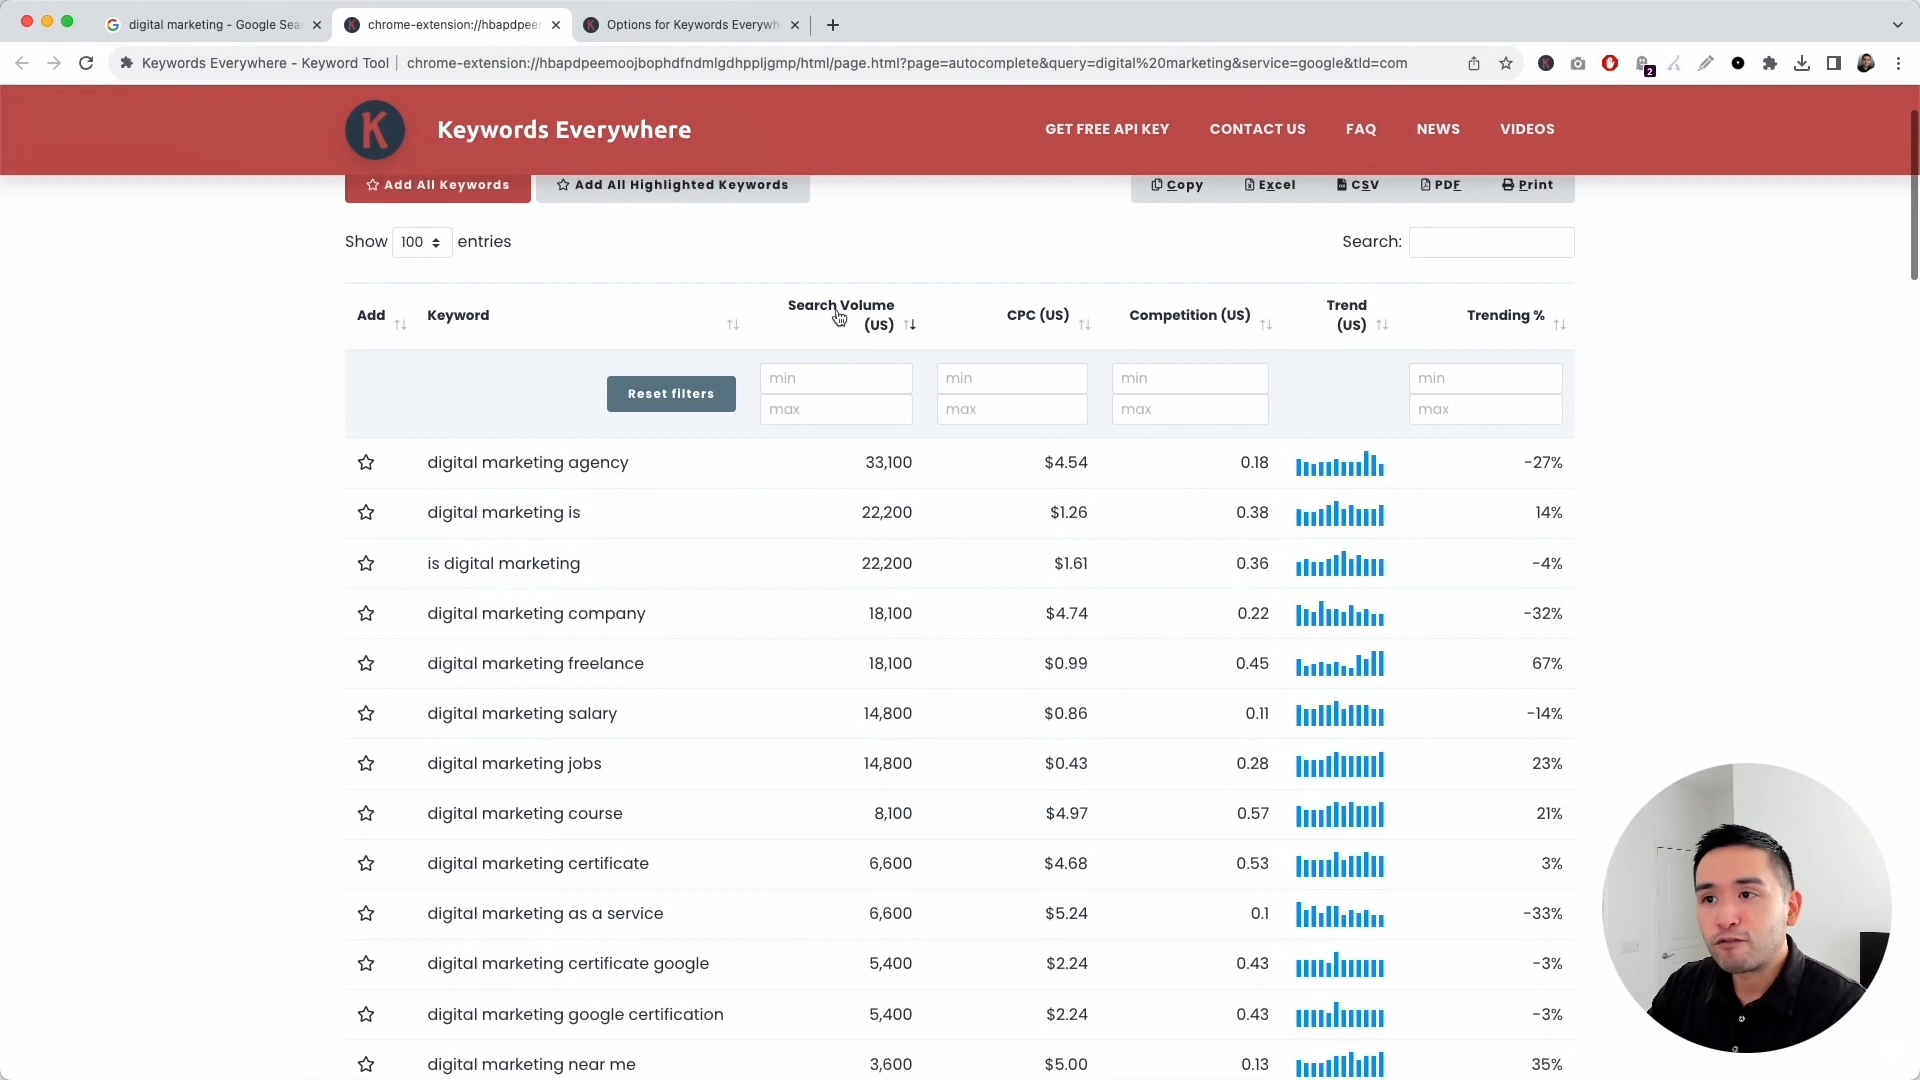 digital marketing - Google Sea
chrome-extension://hbapdpee
Options for Keywords Everywh
Keywords Everywhere - Keyword Tool
chrome-extension://hbapdpeemoojbophdfndmlgdhppljgmp/html/page.html?page=autocomplete&query=digital%20marketing&service=google&tld=com
2
K
Keywords Everywhere
GET FREE API KEY CONTACT US FAQ NEWS VIDEOS
Add All Keywords Add All Highlighted Keywords Copy Excel CSV PDF Print
Show 100 entries Search:
Add Keyword Search Volume (US) CPC (US) Competition (US) Trend (US) Trending %
Reset filters min min min min
max max max max
digital marketing agency 33,100 $4.54 0.18 -27%
digital marketing is 22,200 $1.26 0.38 14%
is digital marketing 22,200 $1.61 0.36 -4%
digital marketing company 18,100 $4.74 0.22 -32%
digital marketing freelance 18,100 $0.99 0.45 67%
digital marketing salary 14,800 $0.86 0.11 -14%
digital marketing jobs 14,800 $0.43 0.28 23%
digital marketing course 8,100 $4.97 0.57 21%
digital marketing certificate 6,600 $4.68 0.53 3%
digital marketing as a service 6,600 $5.24 0.1 -33%
digital marketing certificate google 5,400 $2.24 0.43 -3%
digital marketing google certification 5,400 $2.24 0.43 -3%
digital marketing near me 3,600 $5.00 0.13 35%